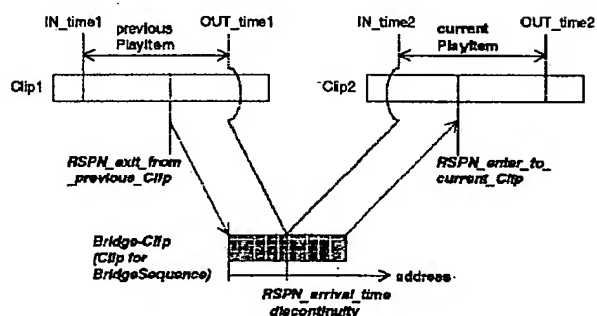 IN_time1
previous
PlayItem
OUT_time1
IN_time2
current
PlayItem
OUT_time2
Clip1
Clip2
RSPN_exit_from
_previous_Clip
RSPN_enter_to_
current_Clip
Bridge-Clip
(Clip for
BridgeSequence)
address
RSPN_arrival_time
discontinuity